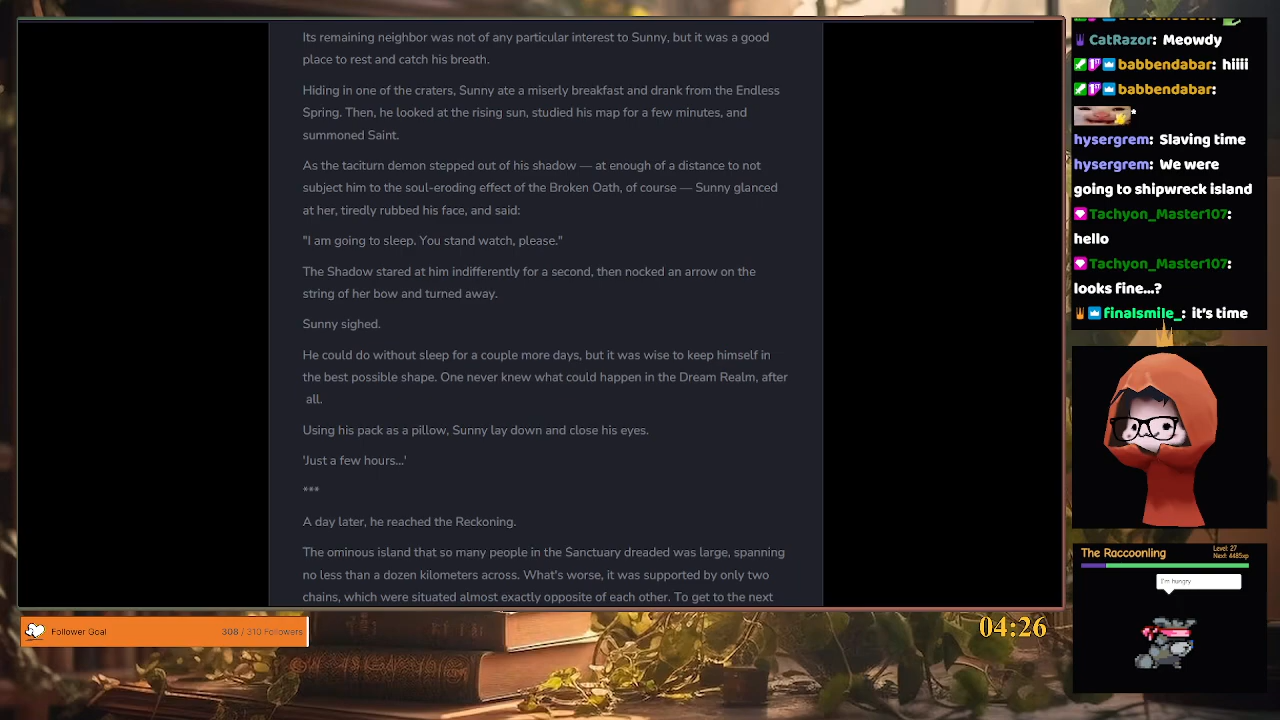 Its remaining neighbor was not of any particular interest to Sunny, but it was a good
place to rest and catch his breath.
Hiding in one of the craters, Sunny ate a miserly breakfast and drank from the Endless
Spring. Then, he looked at the rising sun, studied his map for a few minutes, and
summoned Saint.
As the taciturn demon stepped out of his shadow — at enough of a distance to not
subject him to the soul-eroding effect of the Broken Oath, of course — Sunny glanced
at her, tiredly rubbed his face, and said:
"I am going to sleep. You stand watch, please."
The Shadow stared at him indifferently for a second, then nocked an arrow on the
string of her bow and turned away.
Sunny sighed.
He could do without sleep for a couple more days, but it was wise to keep himself in
the best possible shape. One never knew what could happen in the Dream Realm, after
all.
Using his pack as a pillow, Sunny lay down and close his eyes.
'Just a few hours...'
***
A day later, he reached the Reckoning.
The ominous island that so many people in the Sanctuary dreaded was large, spanning
no less than a dozen kilometers across. What's worse, it was supported by only two
chains, which were situated almost exactly opposite of each other. To get to the next
CatRazor: Meowdy
babbendabar: hiiii
babbendabar:
*
hysergrem: Slaving time
hysergrem: We were
going to shipwreck island
Tachyon_Master107:
hello
Tachyon_Master107:
looks fine...?
finalsmile_: it's time
The Raccoonling
Level: 27
Next: 4485xp
I'm hungry
Follower Goal
308 / 310 Followers
04:26